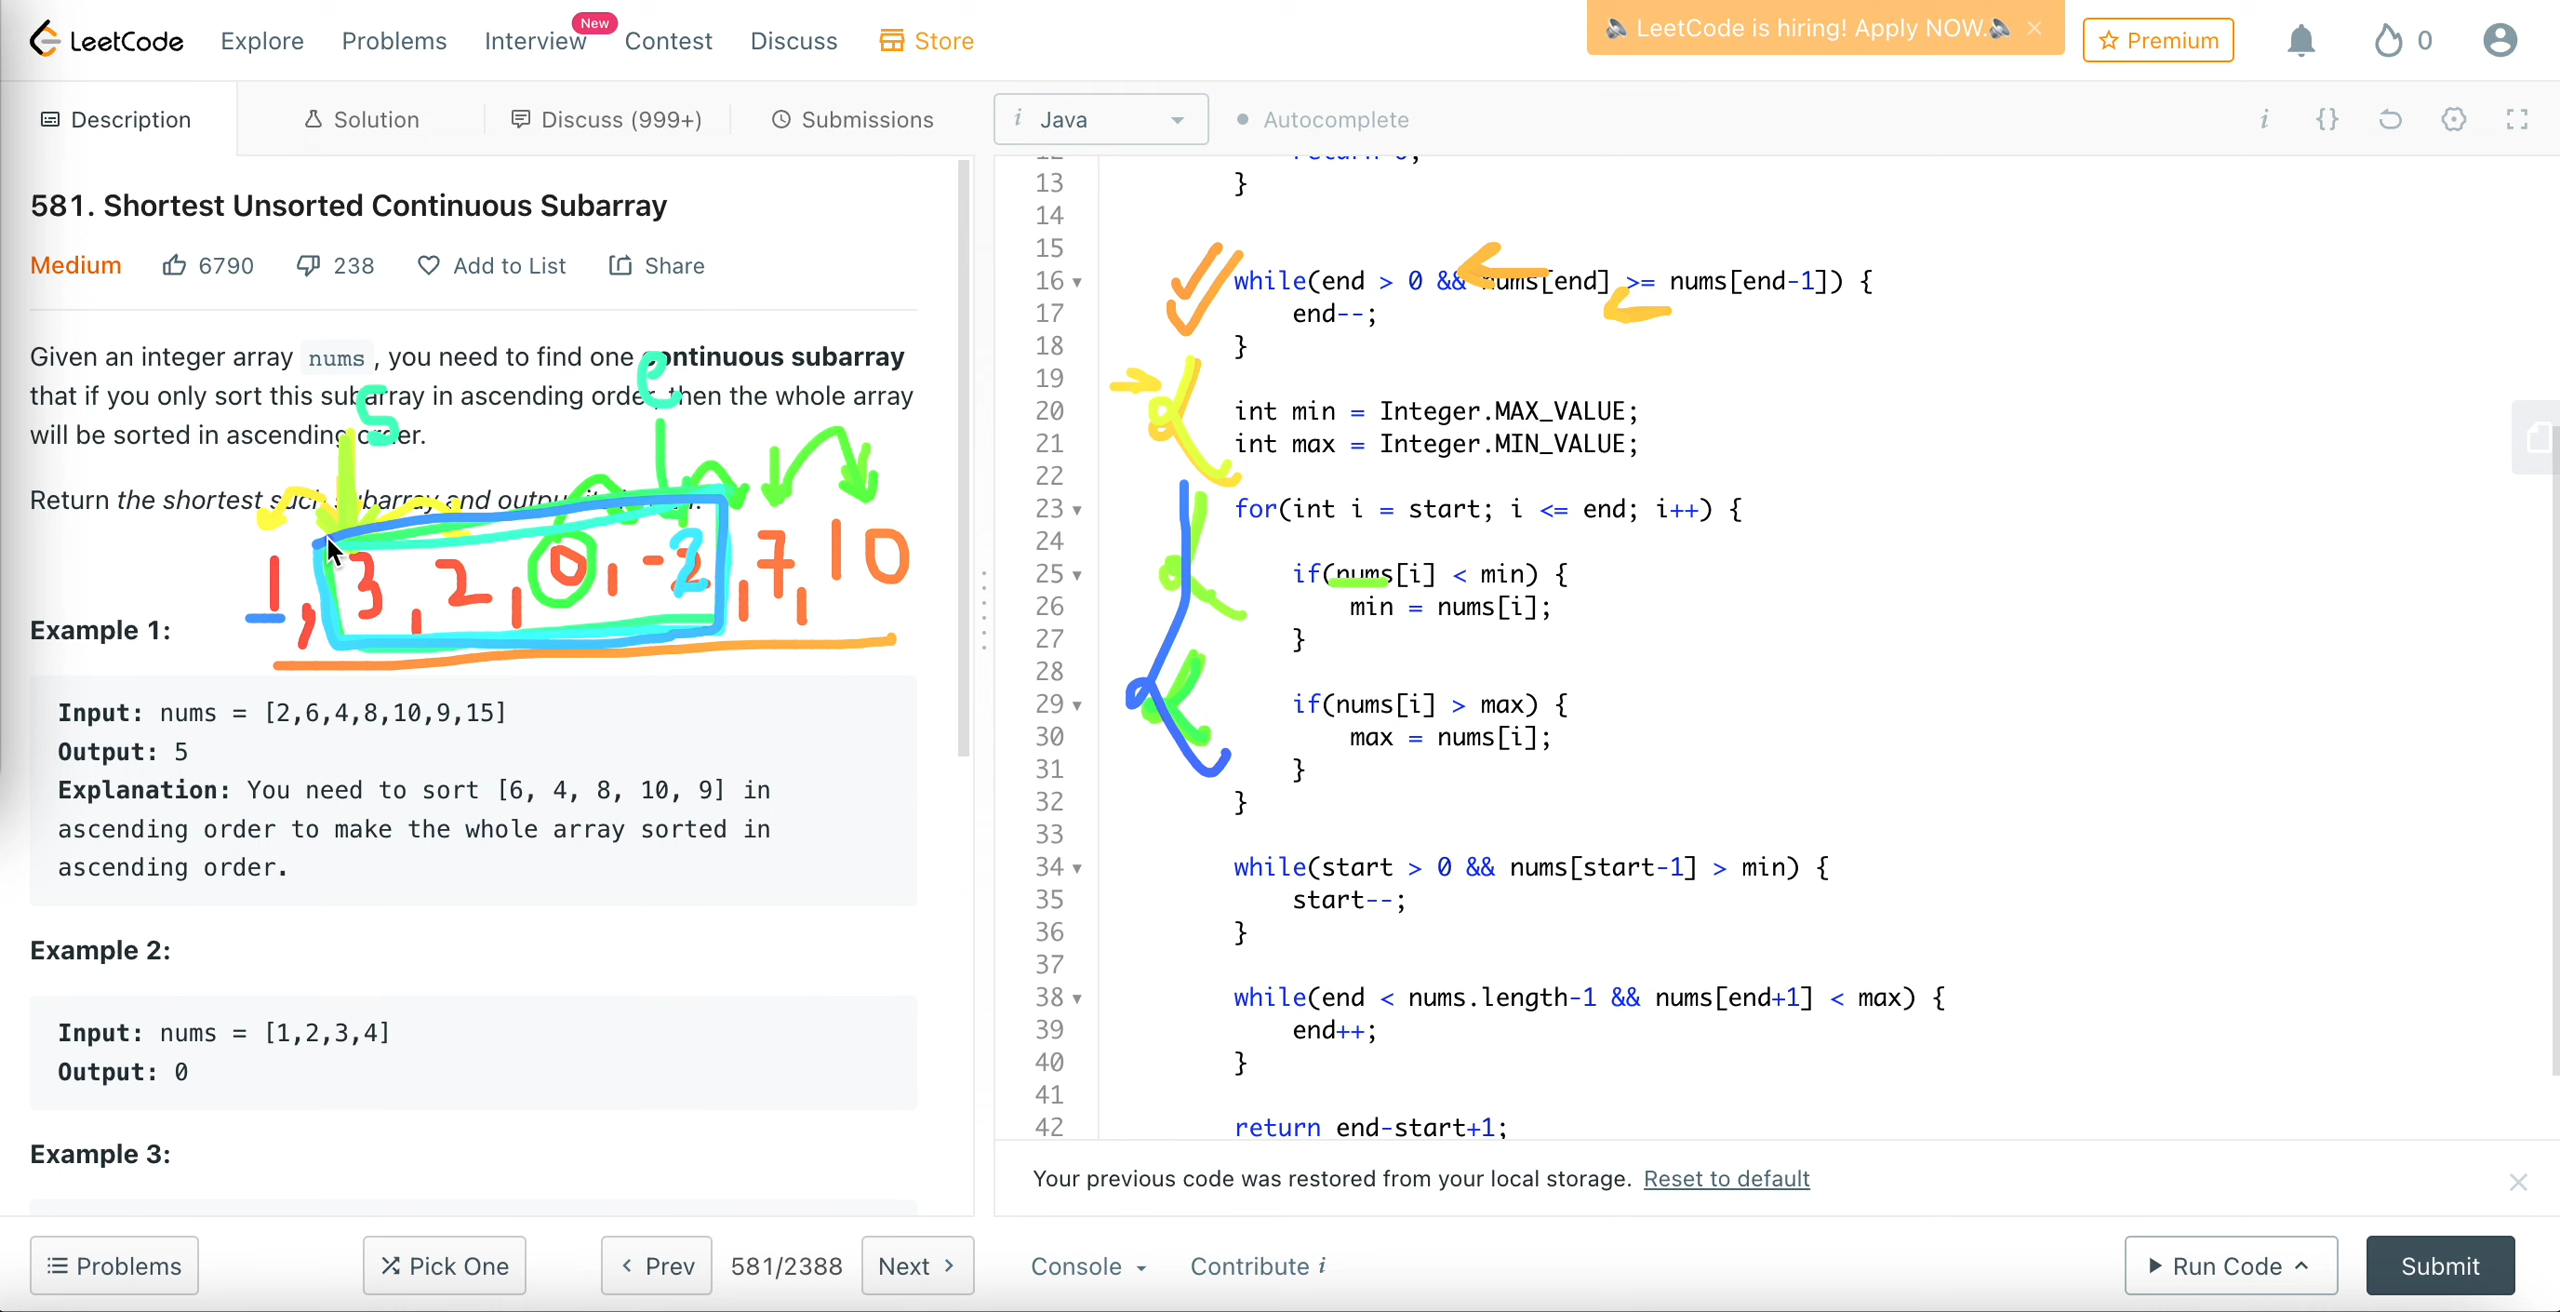 LeetCode Explore Problems Interview New Contest Discuss Store LeetCode is hiring! Apply NOW. Premium 0
Description Solution Discuss (999+) Submissions
581. Shortest Unsorted Continuous Subarray
Medium 6790 238 Add to List Share
Given an integer array nums , you need to find one continuous subarray
that if you only sort this subarray in ascending order, then the whole array
will be sorted in ascending order.
s e
Return the shortest such subarray and output its length.
1, 3, 2, 0, -2, 7, 10
Example 1:
Input: nums = [2,6,4,8,10,9,15]
Output: 5
Explanation: You need to sort [6, 4, 8, 10, 9] in
ascending order to make the whole array sorted in
ascending order.
Example 2:
Input: nums = [1,2,3,4]
Output: 0
Example 3:
Problems Pick One Prev 581/2388 Next
i Java Autocomplete i {}
12 return 0;
13 }
14
15
16 while(end > 0 && nums[end] >= nums[end-1]) {
17 end--;
18 }
19
20 int min = Integer.MAX_VALUE;
21 int max = Integer.MIN_VALUE;
22
23 for(int i = start; i <= end; i++) {
24
25 if(nums[i] < min) {
26 min = nums[i];
27 }
28
29 if(nums[i] > max) {
30 max = nums[i];
31 }
32 }
33
34 while(start > 0 && nums[start-1] > min) {
35 start--;
36 }
37
38 while(end < nums.length-1 && nums[end+1] < max) {
39 end++;
40 }
41
42 return end-start+1;
Your previous code was restored from your local storage. Reset to default
Console Contribute i Run Code Submit